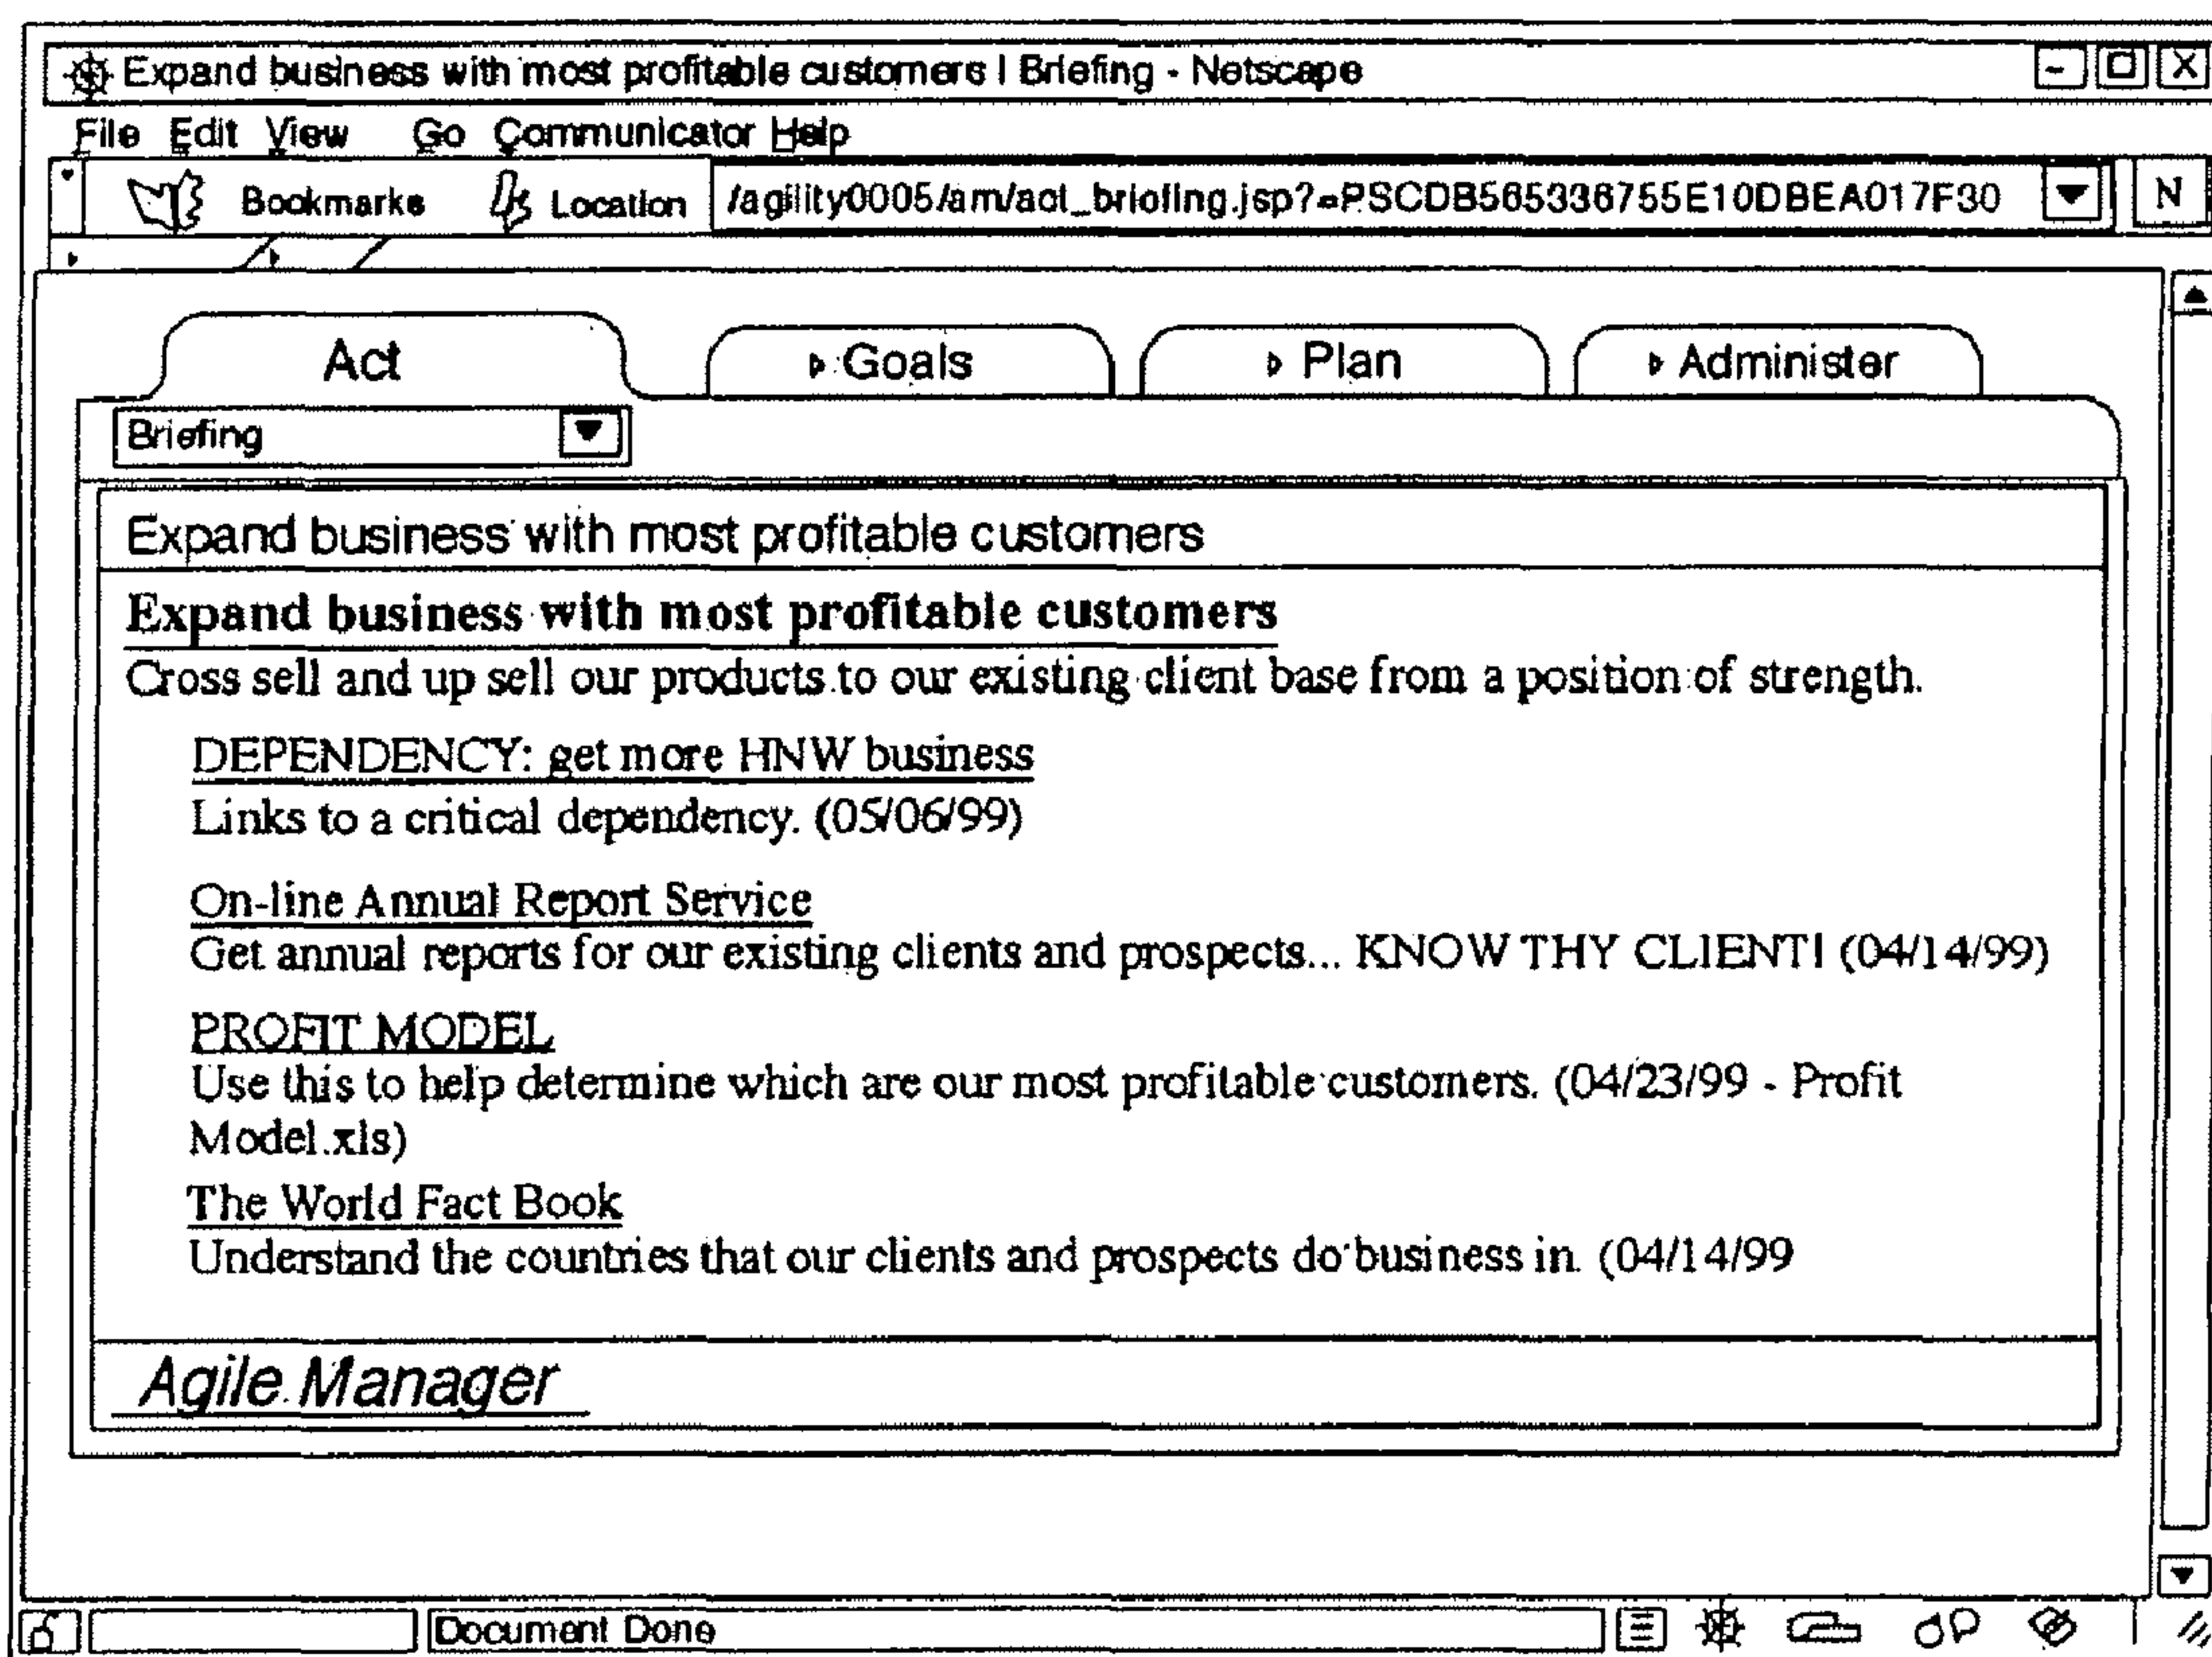 Expand business with most profitable customers | Briefing - Netscape
File Edit View Go Communicator Help
Bookmarks Location /agility0005/am/act_briefing.jsp?=PSCDB565336755E10DBEA017F30 N
Act Goals Plan Administer
Briefing
Expand business with most profitable customers
Expand business with most profitable customers
Cross sell and up sell our products to our existing client base from a position of strength.
DEPENDENCY: get more HNW business
Links to a critical dependency. (05/06/99)
On-line Annual Report Service
Get annual reports for our existing clients and prospects... KNOW THY CLIENT! (04/14/99)
PROFIT MODEL
Use this to help determine which are our most profitable customers. (04/23/99 - Profit
Model.xls)
The World Fact Book
Understand the countries that our clients and prospects do business in. (04/14/99
Agile Manager
Document Done